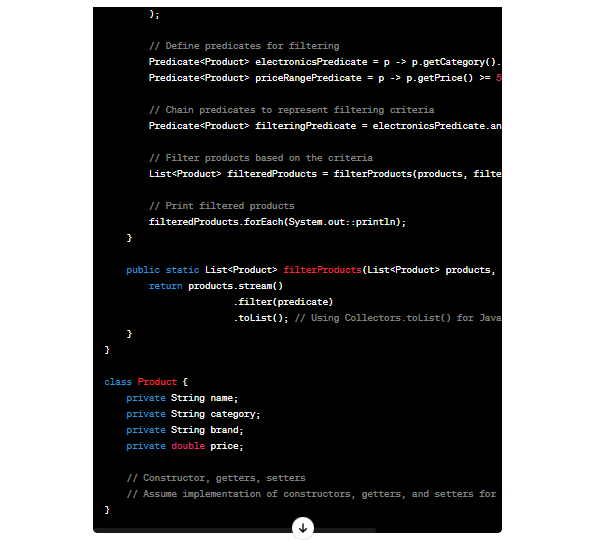 );
// Define predicates for filtering
Predicate<Product> electronicsPredicate = p -> p.getCategory().
Predicate<Product> priceRangePredicate = p -> p.getPrice() >= 5
// Chain predicates to represent filtering criteria
Predicate<Product> filteringPredicate = electronicsPredicate.an
// Filter products based on the criteria
List<Product> filteredProducts = filterProducts(products, filte
// Print filtered products
filteredProducts.forEach(System.out::println);
}
public static List<Product> filterProducts(List<Product> products,
return products.stream()
.filter(predicate)
.toList(); // Using Collectors.toList() for Java
}
}
class Product {
private String name;
private String category;
private String brand;
private double price;
// Constructor, getters, setters
// Assume implementation of constructors, getters, and setters for
}